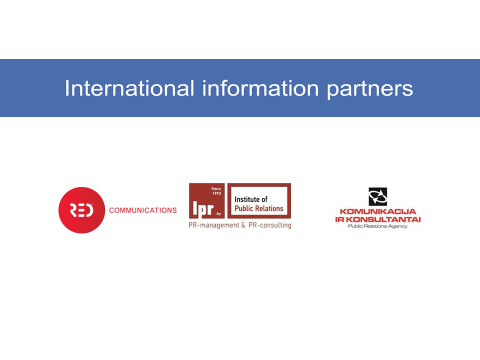 International information partners
RED COMMUNICATIONS
Since
1993
Ipr.by
Institute of
Public Relations
PR-management & PR-consulting
KOMUNIKACIJA
IR KONSULTANTAI
Public Relations Agency